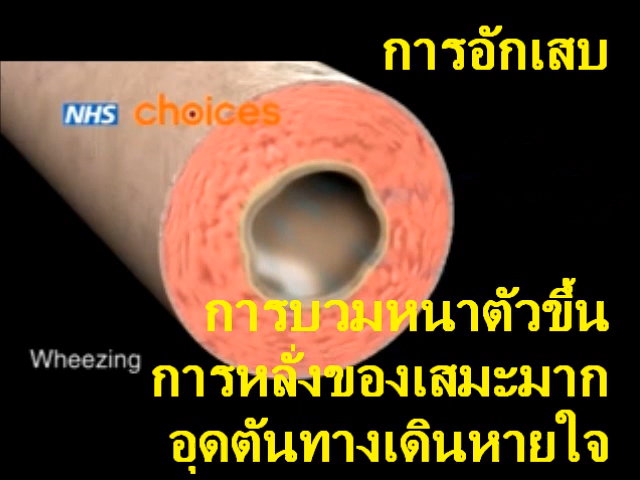 การอักเสบ
NHS choices
การบวมหนาตัวขึ้น
Wheezing
การหลั่งของเสมะมาก
อุดตันทางเดินหายใจ